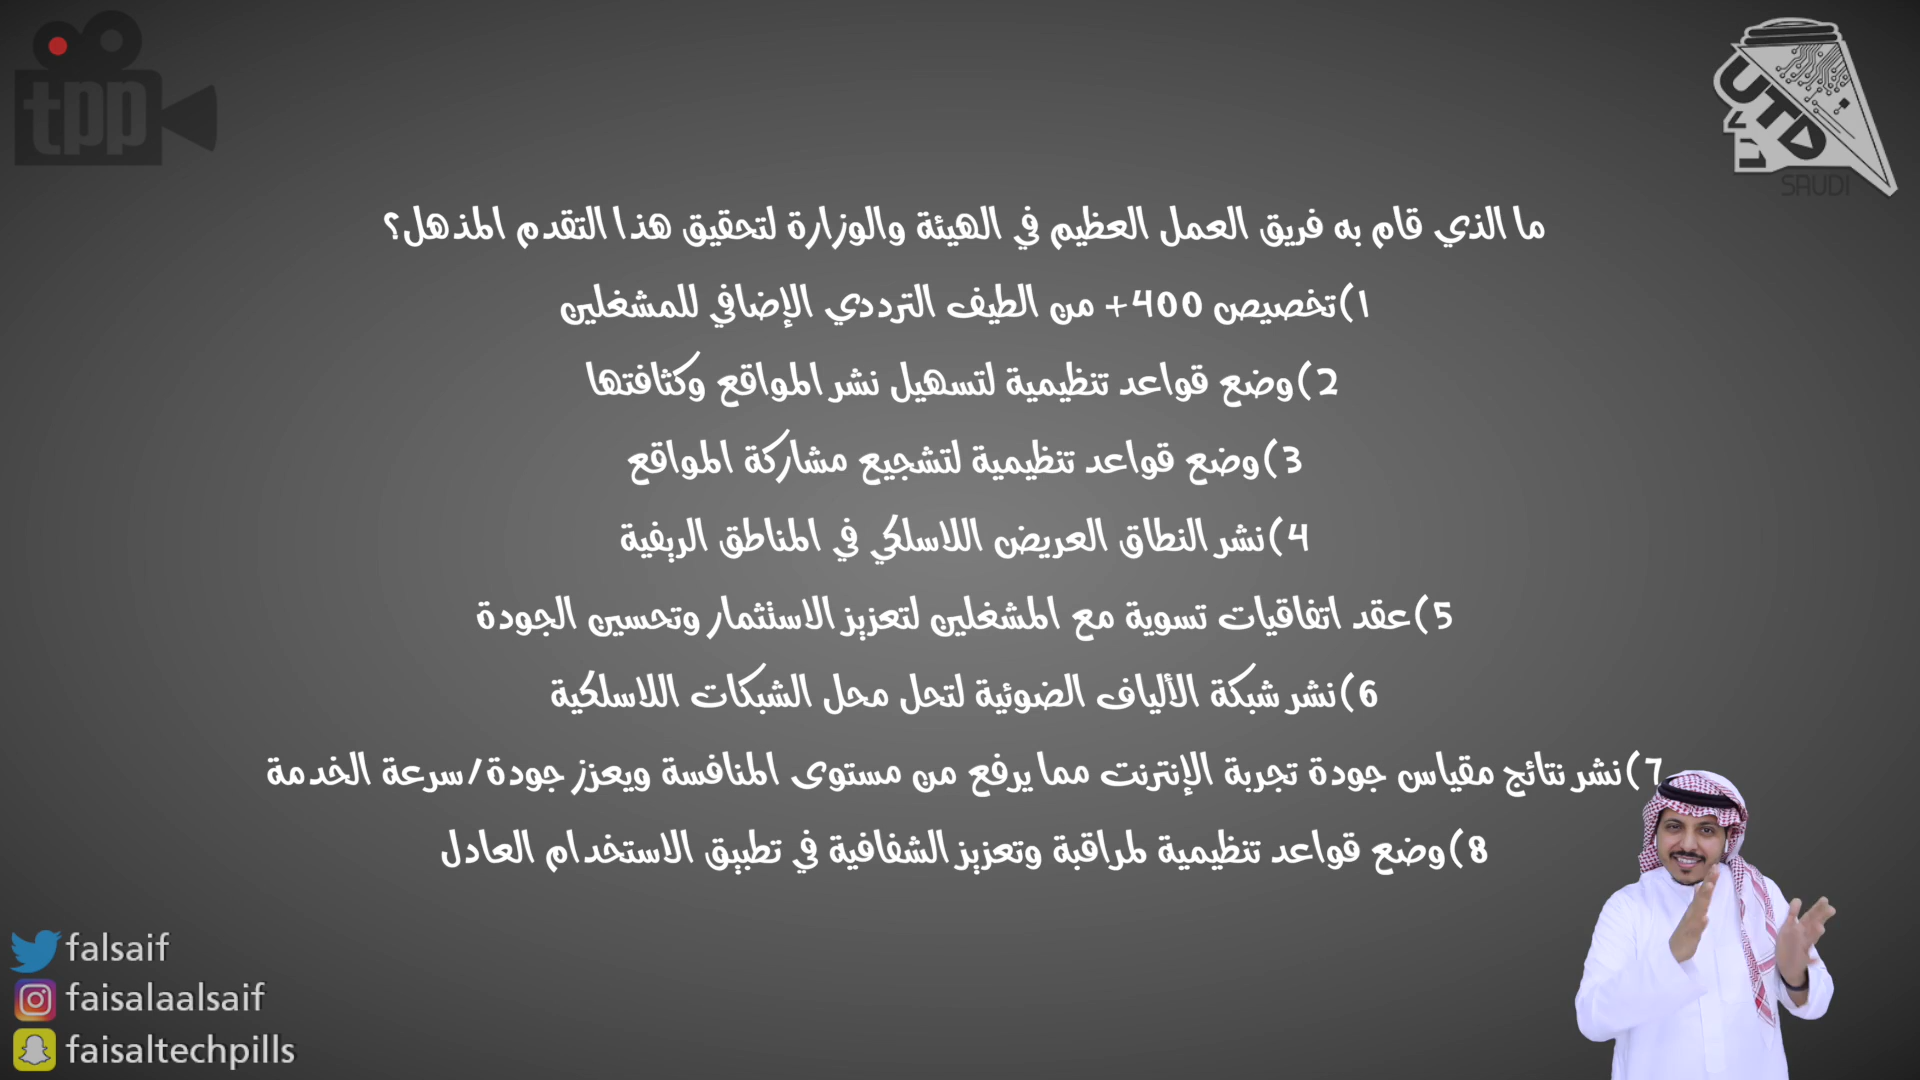 tpp
UTD
SAUDI
ما الذي قام به فريق العمل العظيم في الهيئة والوزارة لتحقيق هذا التقدم المذهل؟
1)تخصيص 400+ من الطيف الترددي الإضافي للمشغلين
2)وضع قواعد تنظيمية لتسهيل نشر المواقع وكثافتها
3)وضع قواعد تنظيمية لتشجيع مشاركة المواقع
4)نشر النطاق العريض اللاسلكي في المناطق الريفية
5)عقد اتفاقيات تسوية مع المشغلين لتعزيز الاستثمار وتحسين الجودة
6)نشر شبكة الألياف الضوئية لتحل محل الشبكات اللاسلكية
7)نشر نتائج مقياس جودة تجربة الإنترنت مما يرفع من مستوى المنافسة ويعزز جودة/سرعة الخدمة
8)وضع قواعد تنظيمية لمراقبة وتعزيز الشفافية في تطبيق الاستخدام العادل
falsaif
faisalaalsaif
faisaltechpills